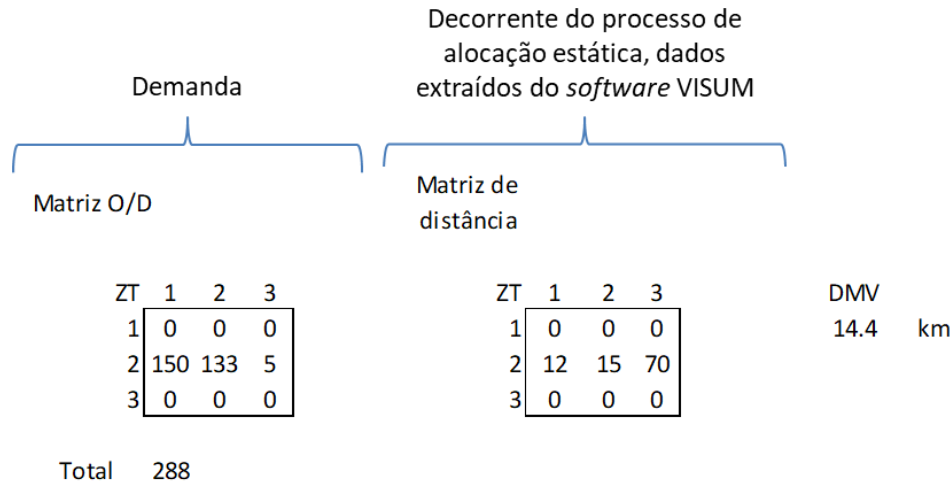 Decorrente do processo de
alocação estática, dados
extraídos do software VISUM
Demanda
Matriz O/D
Matriz de
distância
ZT 1 2 3
1 0 0 0
2 150 133 5
3 0 0 0
Total 288
ZT 1 2 3
1 0 0 0
2 12 15 70
3 0 0 0
DMV
14.4 km